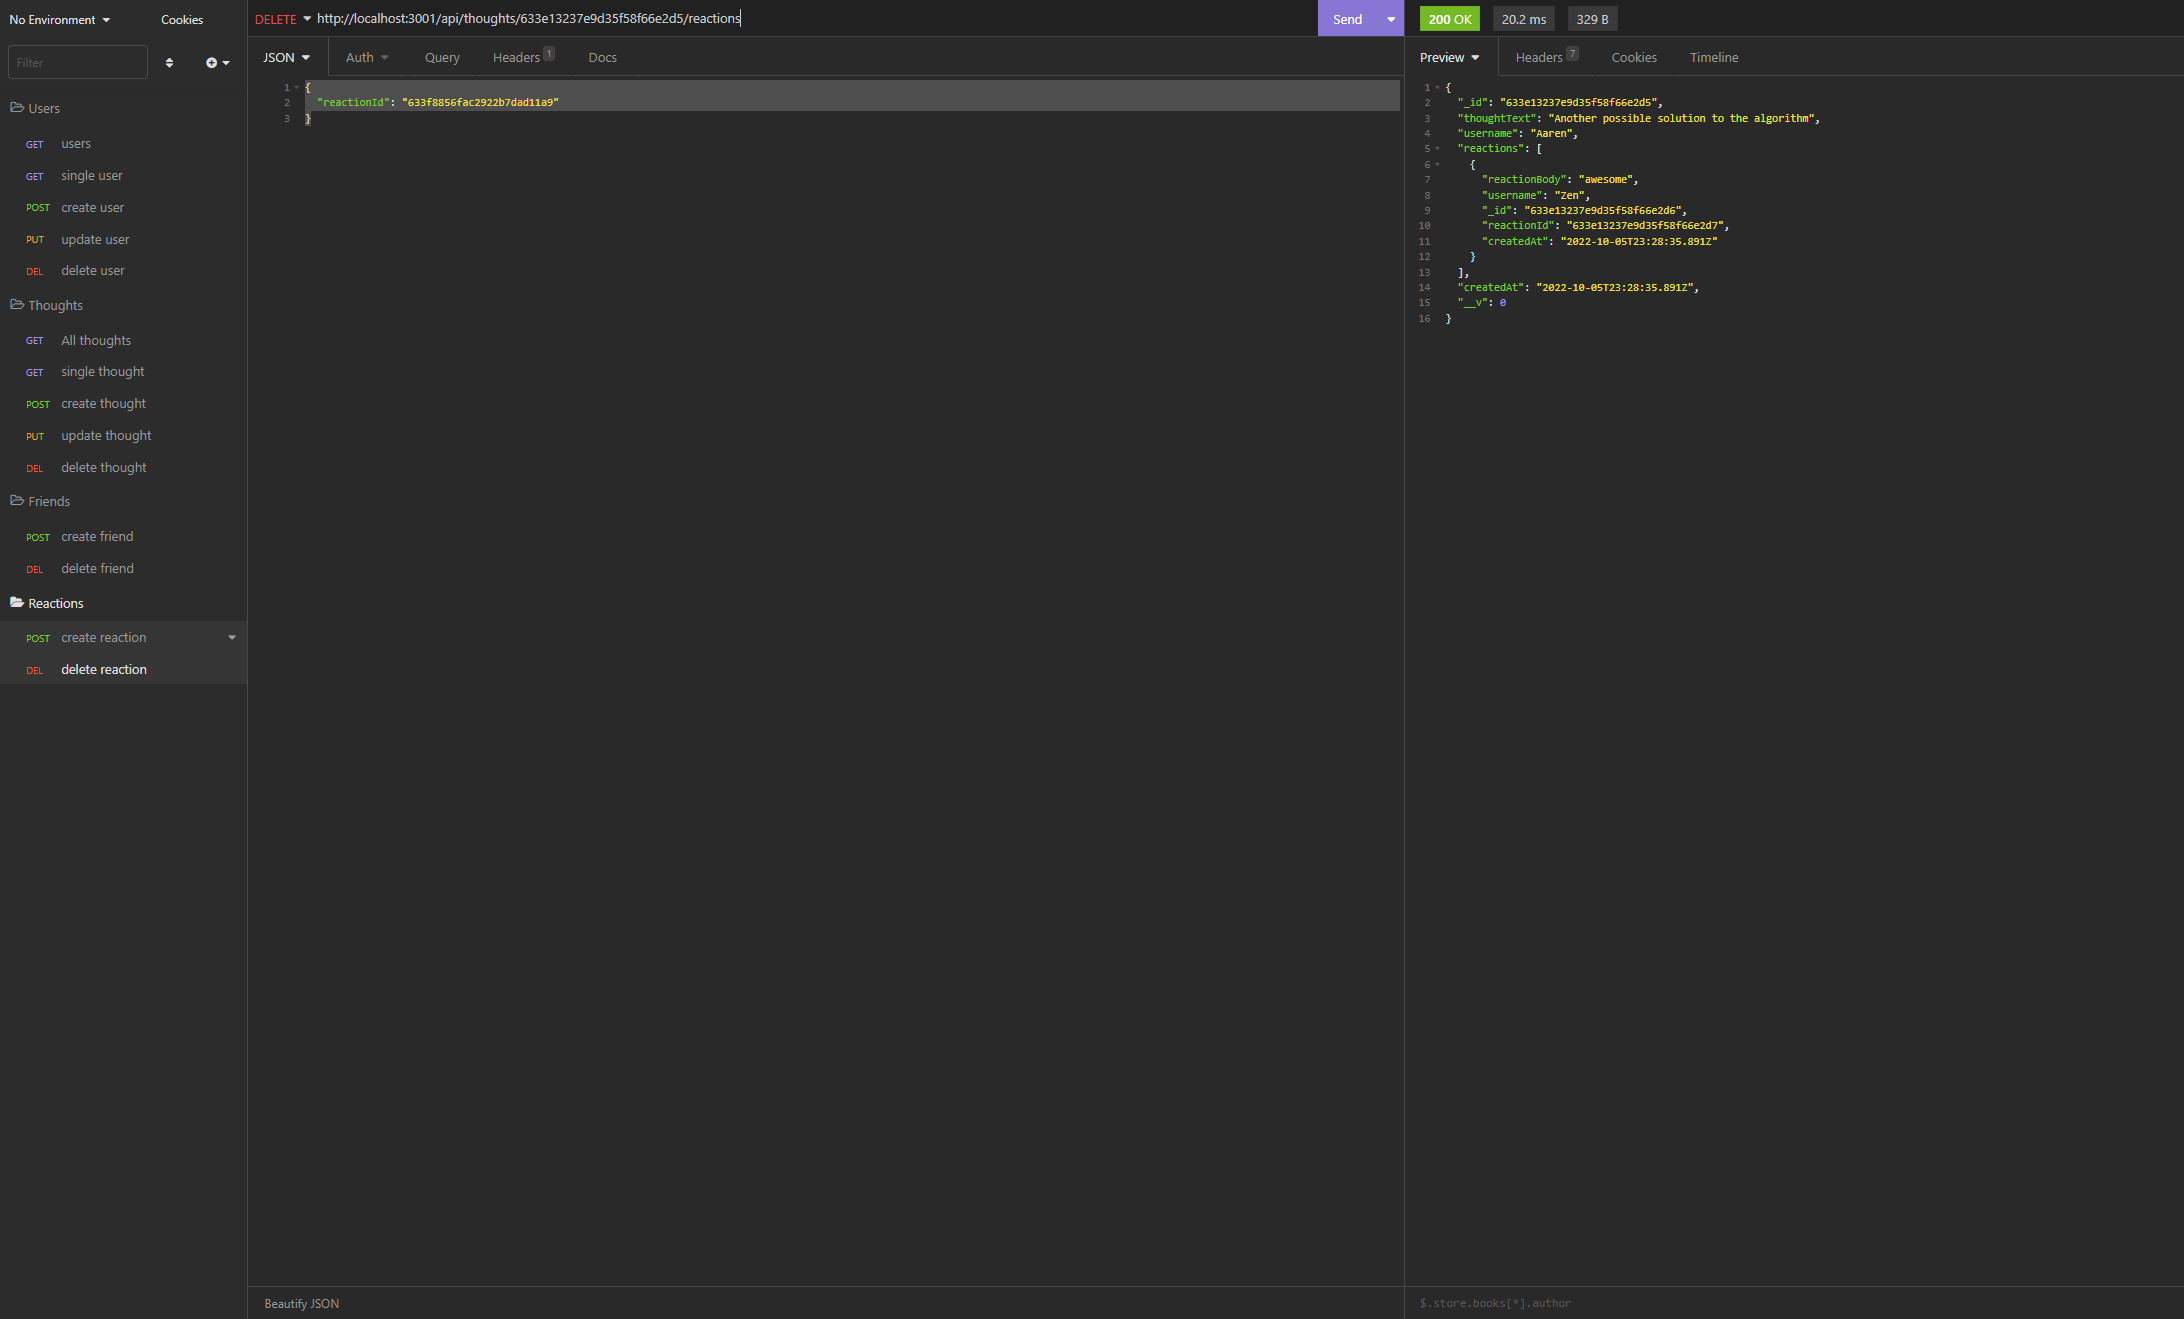 No Environment Cookies
Filter
Users
GET users
GET single user
POST create user
PUT update user
DEL delete user
Thoughts
GET All thoughts
GET single thought
POST create thought
PUT update thought
DEL delete thought
Friends
POST create friend
DEL delete friend
Reactions
POST create reaction
DEL delete reaction
DELETE http://localhost:3001/api/thoughts/633e13237e9d35f58f66e2d5/reactions Send
JSON Auth Query Headers 1 Docs
1 {
2 "reactionId": "633f8856fac2922b7dad11a9"
3 }
Beautify JSON
200 OK 20.2 ms 329 B
Preview Headers 7 Cookies Timeline
1 {
2 "_id": "633e13237e9d35f58f66e2d5",
3 "thoughtText": "Another possible solution to the algorithm",
4 "username": "Aaren",
5 "reactions": [
6 {
7 "reactionBody": "awesome",
8 "username": "Zen",
9 "_id": "633e13237e9d35f58f66e2d6",
10 "reactionId": "633e13237e9d35f58f66e2d7",
11 "createdAt": "2022-10-05T23:28:35.891Z"
12 }
13 ],
14 "createdAt": "2022-10-05T23:28:35.891Z",
15 "__v": 0
16 }
$.store.books[*].author